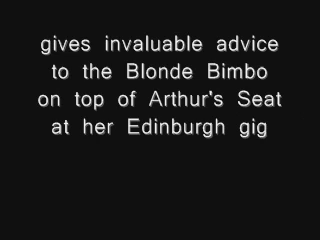 gives invaluable advice
to the Blonde Bimbo
on top of Arthur's Seat
at her Edinburgh gig